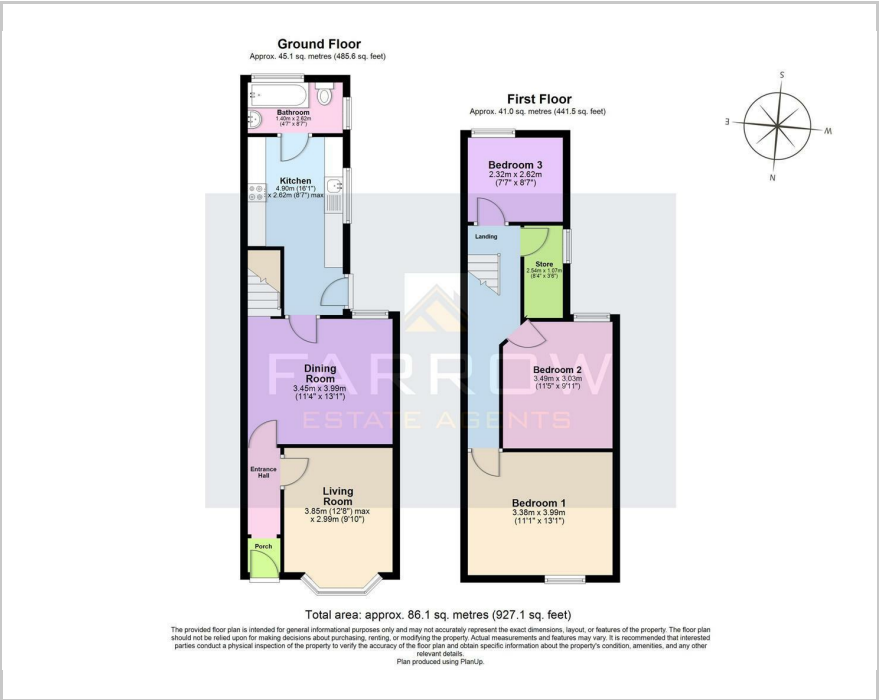 Ground Floor
Approx. 45.1 sq. metres (485.6 sq. feet)
Bathroom
1.40m x 2.62m
(4'7" x 8'7")
Kitchen
4.90m (16'1")
x 2.62m (8'7") max
Dining
Room
3.45m x 3.99m
(11'4" x 13'1")
Entrance
Hall
Living
Room
3.85m (12'8") max
x 2.99m (9'10")
Porch
First Floor
Approx. 41.0 sq. metres (441.5 sq. feet)
Bedroom 3
2.32m x 2.62m
(7'7" x 8'7")
Landing
Store
2.54m x 1.07m
(8'4" x 3'6")
Bedroom 2
3.49m x 3.03m
(11'5" x 9'11")
Bedroom 1
3.38m x 3.99m
(11'1" x 13'1")
S
E
W
N
FARROW
ESTATE AGENTS
Total area: approx. 86.1 sq. metres (927.1 sq. feet)
The provided floor plan is intended for general informational purposes only and may not accurately represent the exact dimensions, layout, or features of the property. The floor plan
should not be relied upon for making decisions about purchasing, renting, or modifying the property. Actual measurements and features may vary. It is recommended that interested
parties conduct a physical inspection of the property to verify the accuracy of the floor plan and obtain specific information about the property's condition, amenities, and any other
relevant details.
Plan produced using PlanUp.